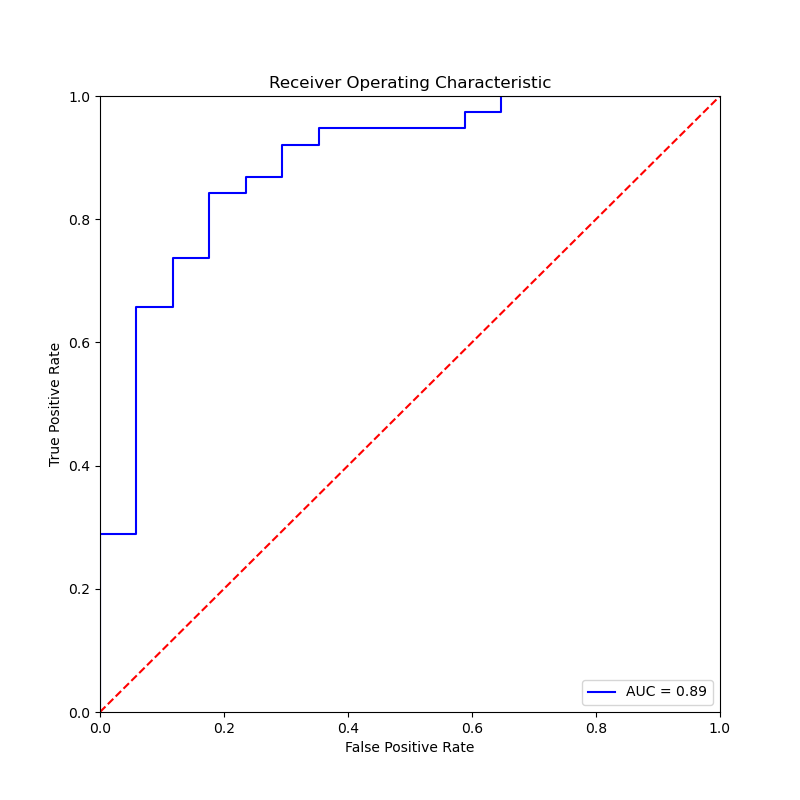 Receiver Operating Characteristic
1.0
0.8
0.6
0.4
0.2
0.0
True Positive Rate
AUC = 0.89
0.0 0.2 0.4 0.6 0.8 1.0
False Positive Rate